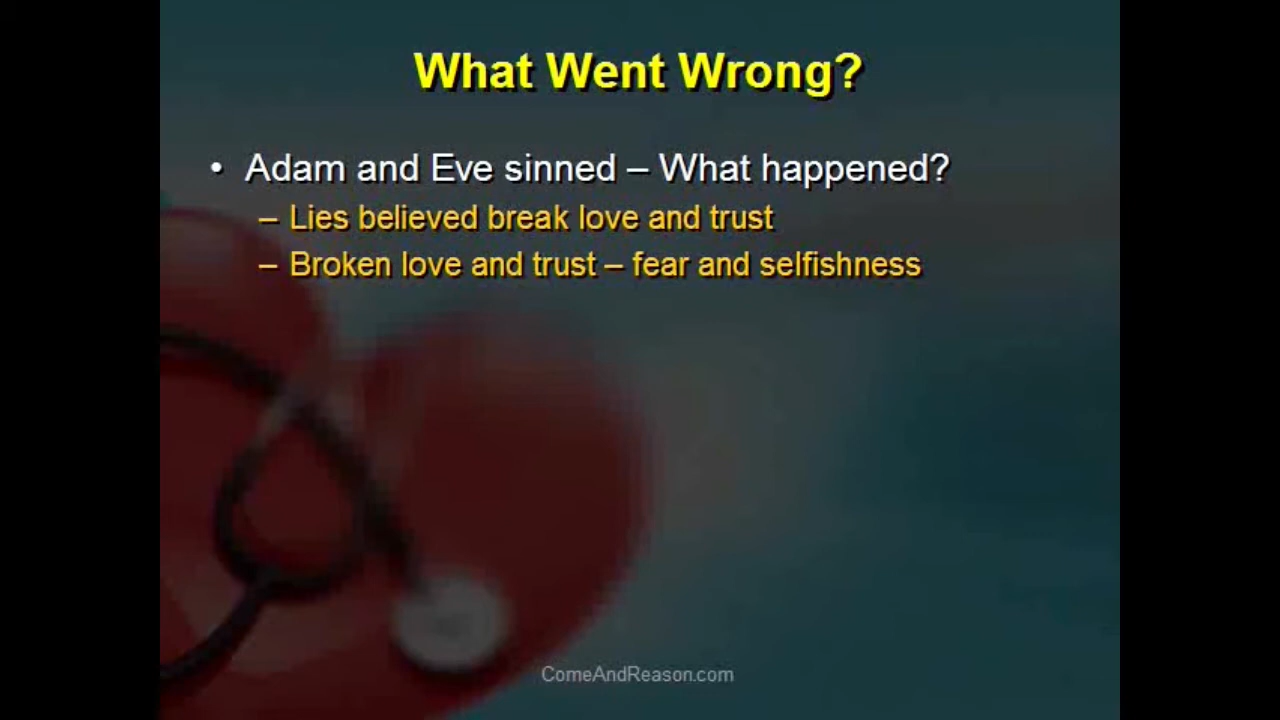 What Went Wrong?
• Adam and Eve sinned – What happened?
– Lies believed break love and trust
– Broken love and trust – fear and selfishness
ComeAndReason.com